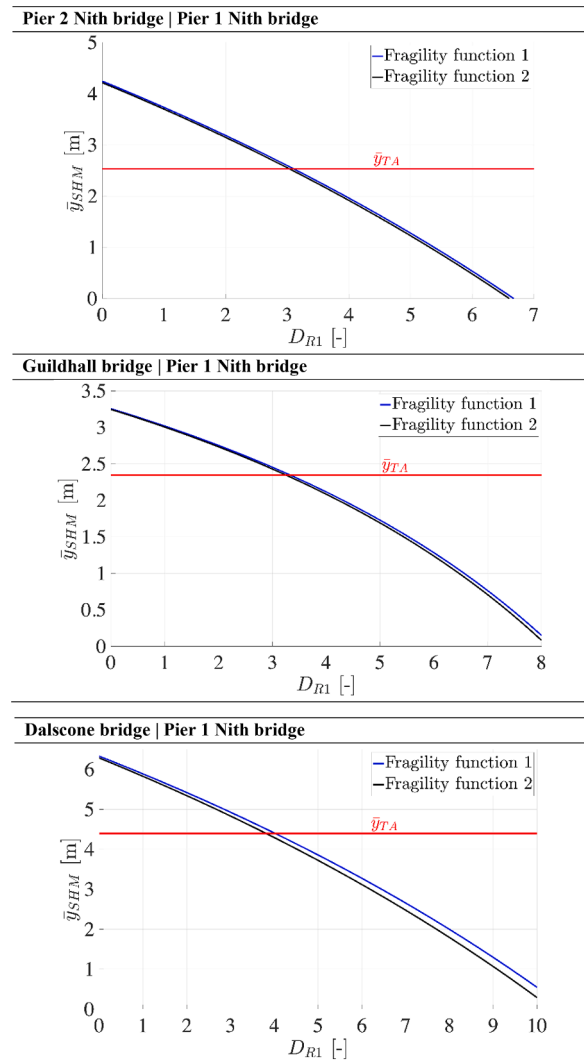 Pier 2 Nith bridge | Pier 1 Nith bridge
5
Fragility function 1
Fragility function 2
4
3
ȳTA
2
1
0
ȳSHM [m]
0 1 2 3 4 5 6 7
DR1 [-]
Guildhall bridge | Pier 1 Nith bridge
3.5
Fragility function 1
Fragility function 2
3
2.5
ȳTA
2
1.5
1
0.5
0
ȳSHM [m]
0 1 2 3 4 5 6 7 8
DR1 [-]
Dalscone bridge | Pier 1 Nith bridge
Fragility function 1
Fragility function 2
6
5
ȳTA
4
3
2
1
0
ȳSHM [m]
0 1 2 3 4 5 6 7 8 9 10
DR1 [-]